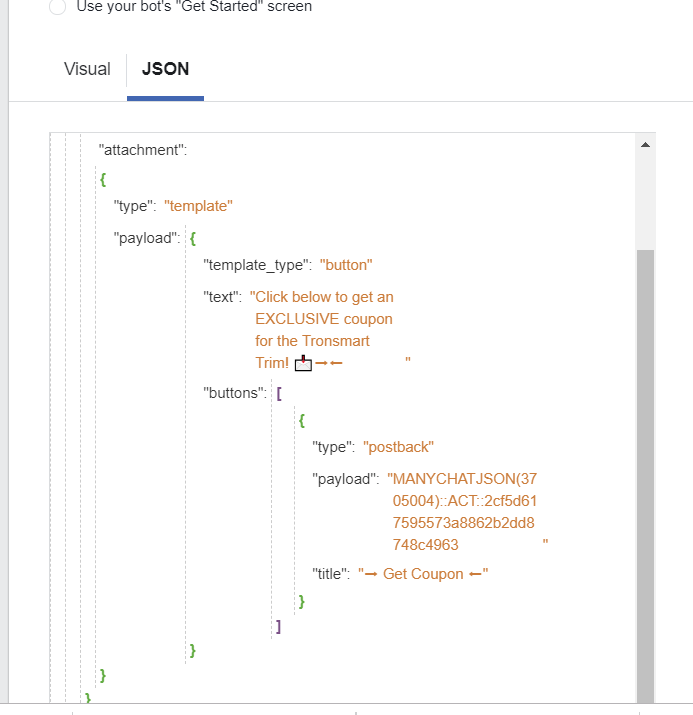 Use your bot's "Get Started" screen
Visual JSON
"attachment":
{
"type": "template"
"payload": {
"template_type": "button"
"text": "Click below to get an
EXCLUSIVE coupon
for the Tronsmart
Trim! 📩→← "
"buttons": [
{
"type": "postback"
"payload": "MANYCHATJSON(37
05004)::ACT::2cf5d61
7595573a8862b2dd8
748c4963 "
"title": "→ Get Coupon ←"
}
]
}
}
}